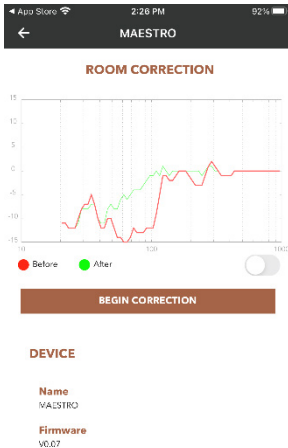 App Store 2:26 PM 92%
MAESTRO
ROOM CORRECTION
15
10
5
0
-5
-10
-15
10 100 1000
Before After
BEGIN CORRECTION
DEVICE
Name
MAESTRO
Firmware
V0.07